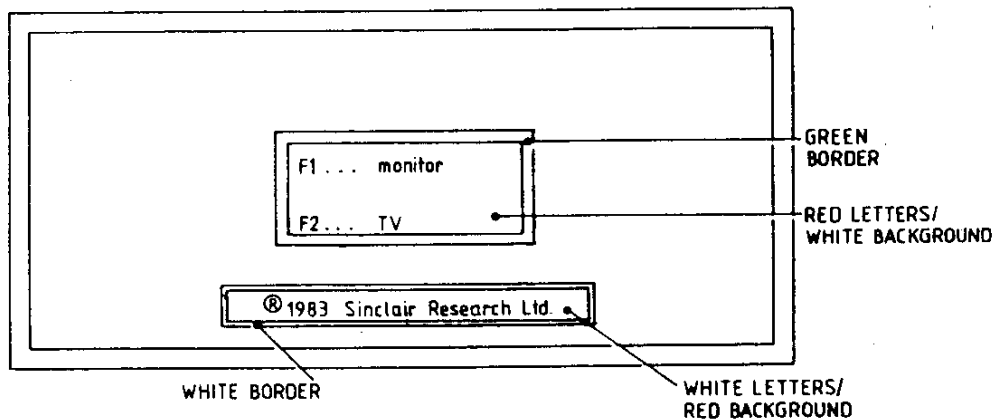 GREEN
BORDER
F1... monitor
RED LETTERS/
WHITE BACKGROUND
F2... TV
® 1983 Sinclair Research Ltd.
WHITE BORDER
WHITE LETTERS/
RED BACKGROUND